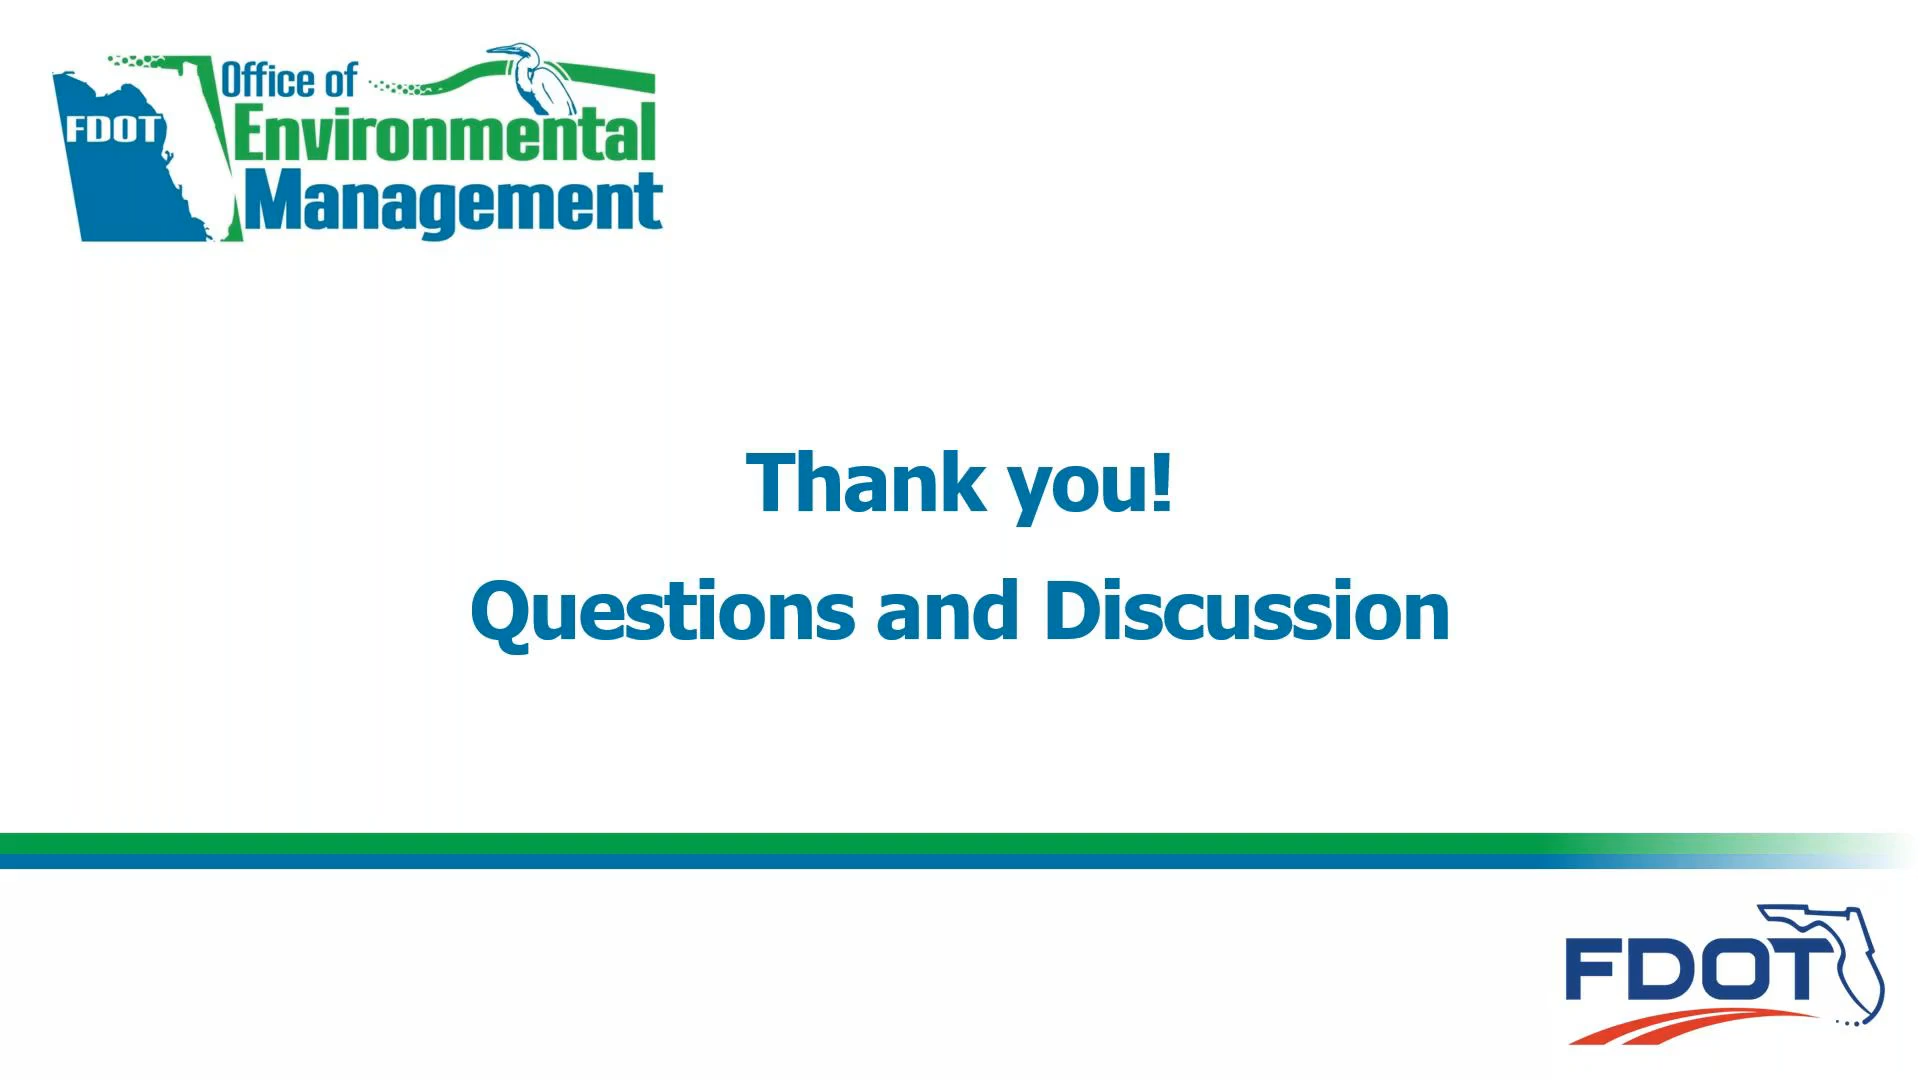 Office of
FDOT
Environmental
Management
Thank you!
Questions and Discussion
FDOT